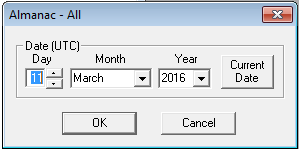 Almanac - All
Date (UTC)
Day Month Year
11 March 2016 Current Date
OK Cancel